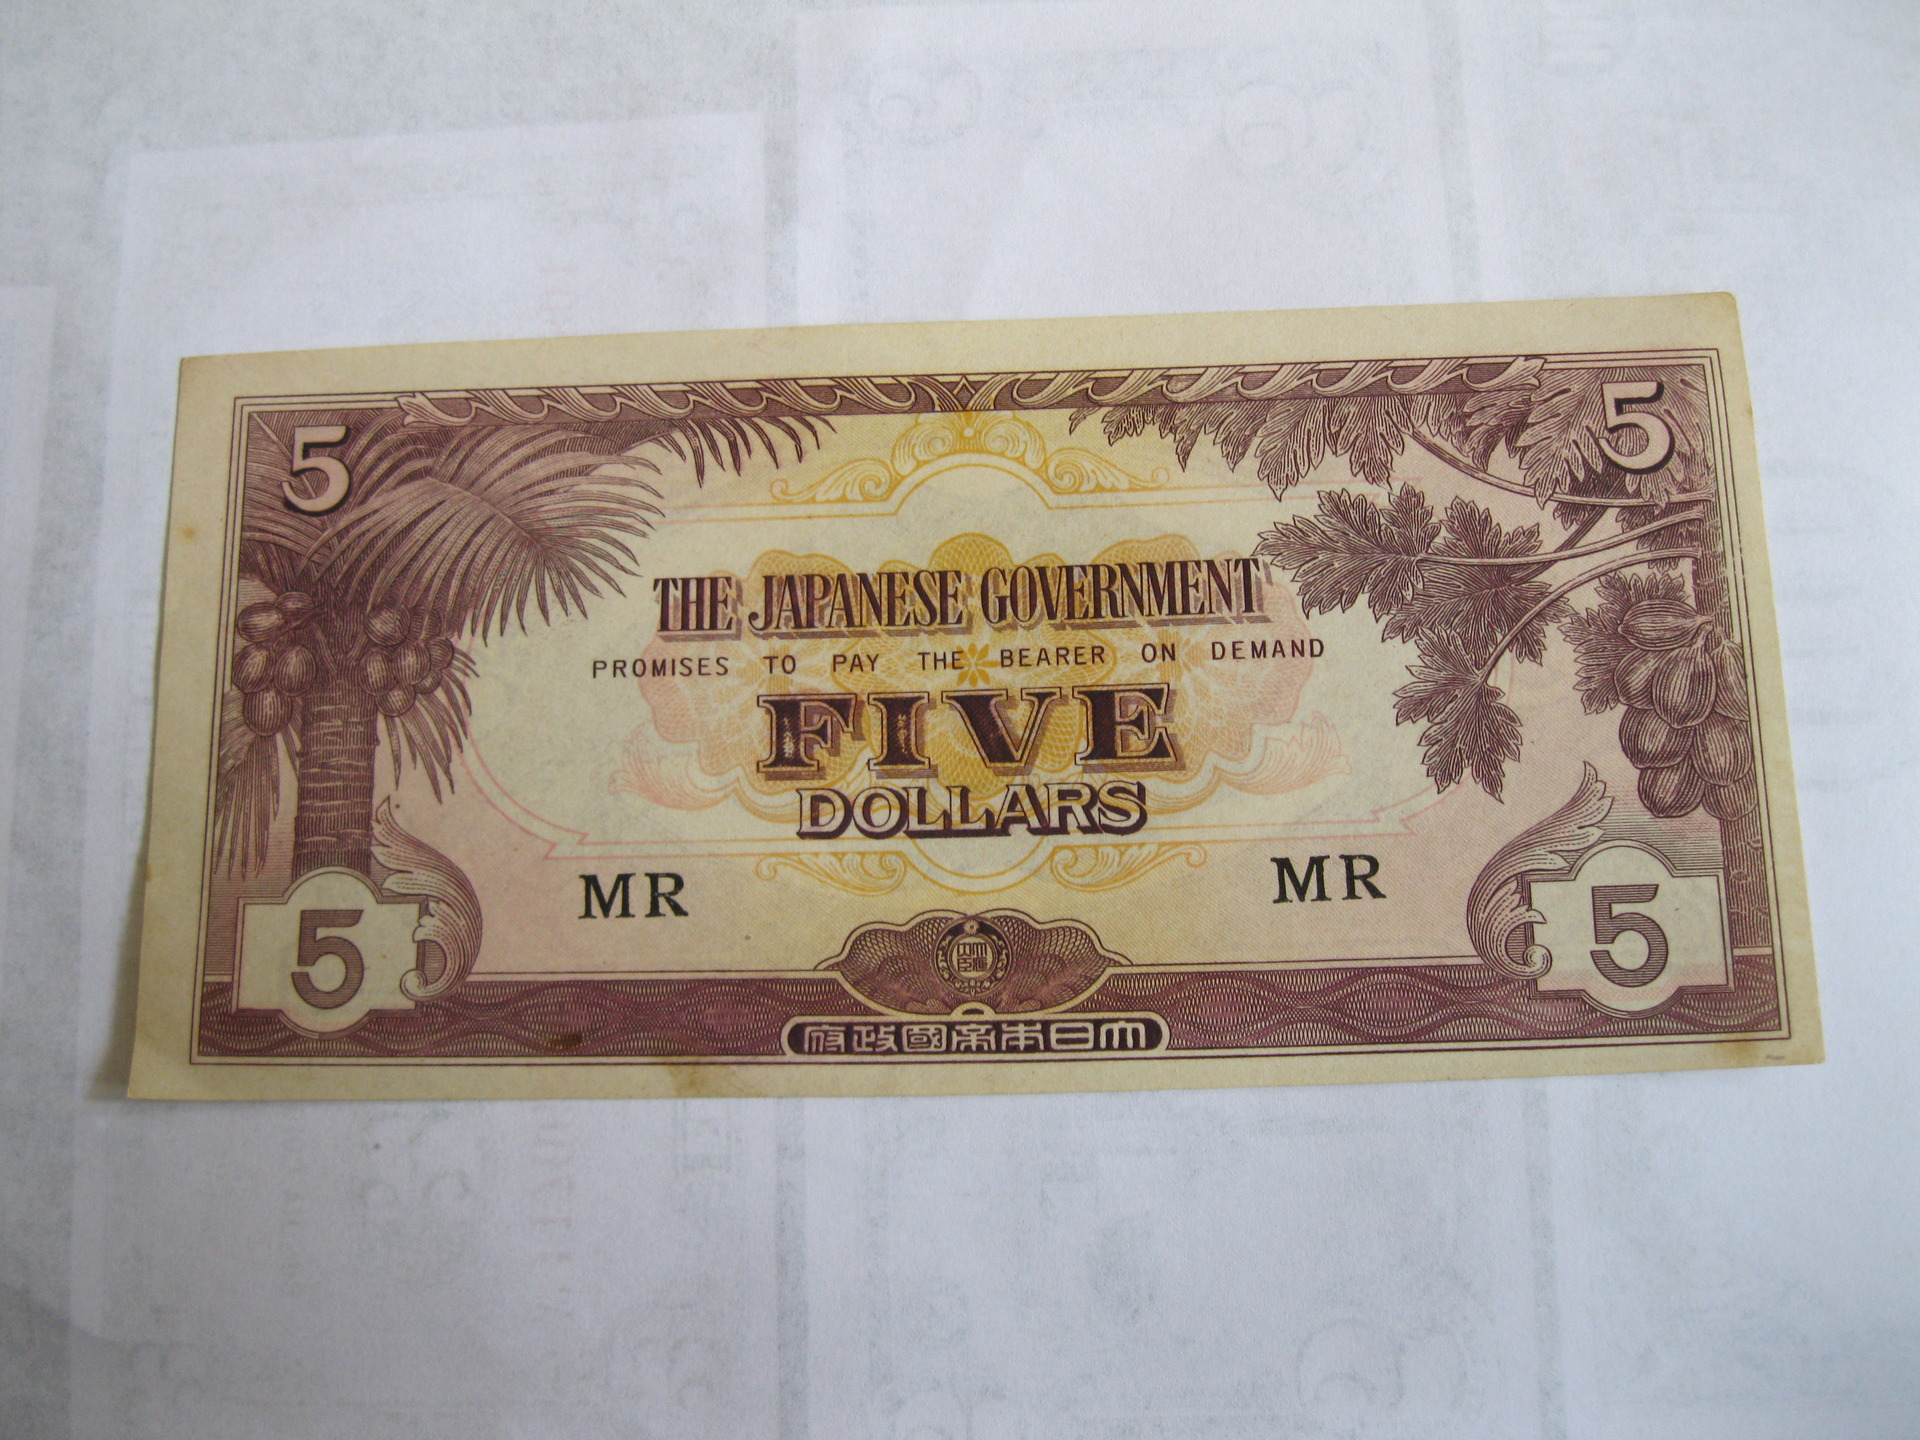 5 5
THE JAPANESE GOVERNMENT
PROMISES TO PAY THE BEARER ON DEMAND
FIVE
DOLLARS
MR MR
5 5
府政國帝本日大